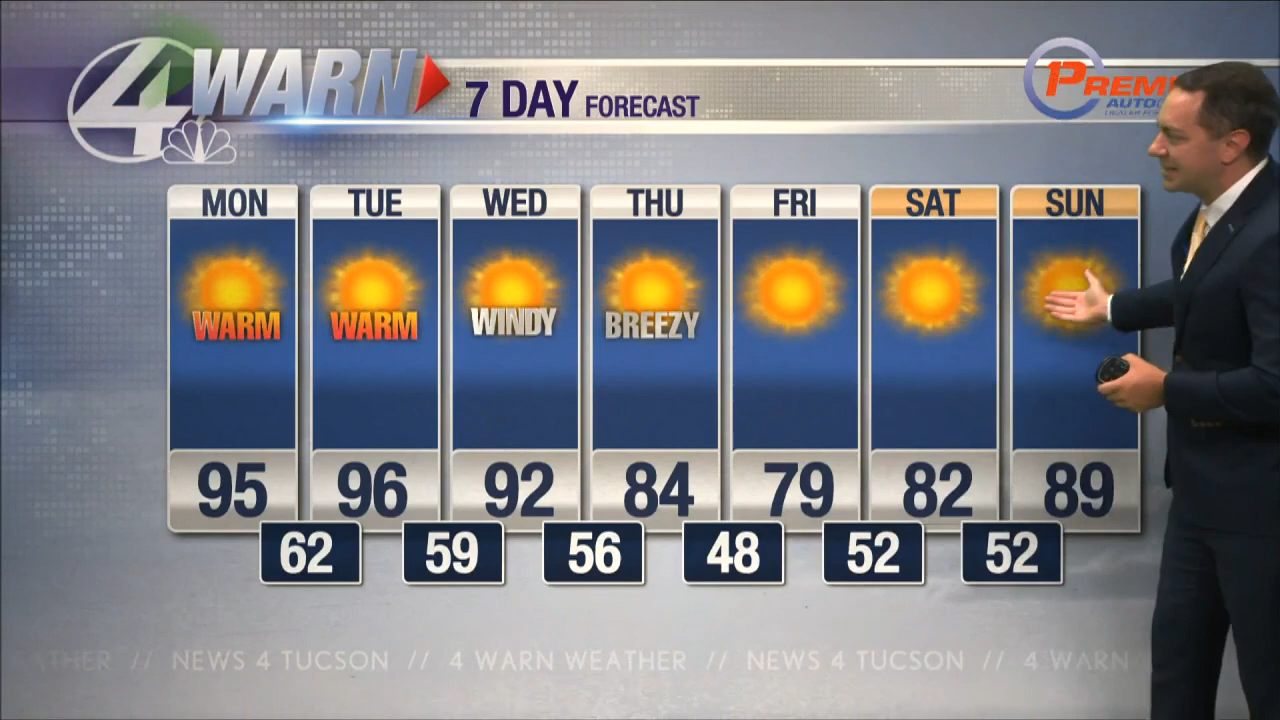 4 WARN
7 DAY FORECAST
MON TUE WED THU FRI SAT SUN
WARM WARM WINDY BREEZY
95 96 92 84 79 82 89
62 59 56 48 52 52
// NEWS 4 TUCSON // 4 WARN WEATHER // NEWS 4 TUCSON // 4 WARN